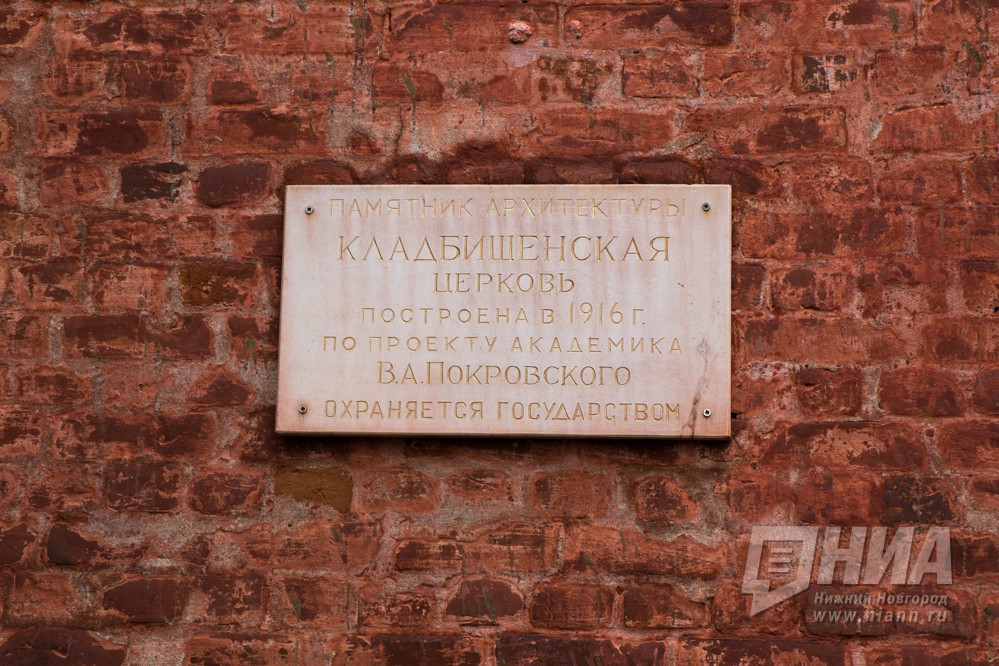 ПАМЯТНИК АРХИТЕКТУРЫ
КЛАДБИЩЕНСКАЯ
ЦЕРКОВЬ
ПОСТРОЕНА В 1916 Г.
ПО ПРОЕКТУ АКАДЕМИКА
В.А.ПОКРОВСКОГО
ОХРАНЯЕТСЯ ГОСУДАРСТВОМ
НИА
Нижний Новгород
www.niann.ru